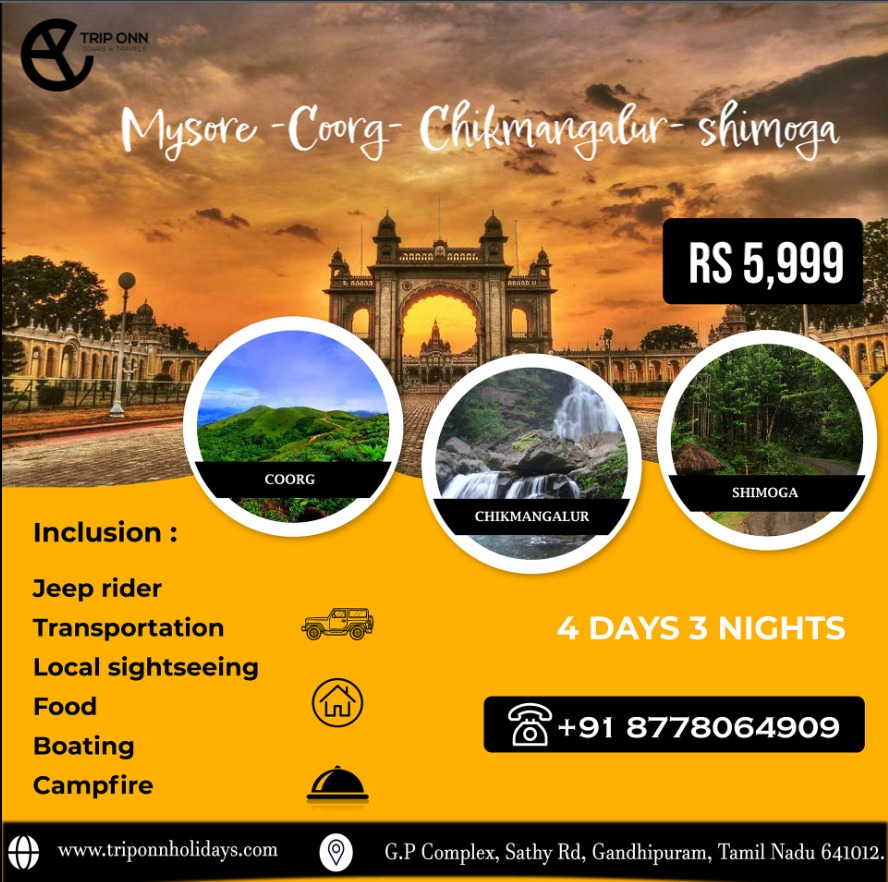 TRIP ONN
TOURS & TRAVELS
Mysore -Coorg- Chikmangalur- shimoga
RS 5,999
COORG
CHIKMANGALUR
SHIMOGA
Inclusion :
Jeep rider
Transportation
Local sightseeing
Food
Boating
Campfire
4 DAYS 3 NIGHTS
+91 8778064909
www.triponnholidays.com
G.P Complex, Sathy Rd, Gandhipuram, Tamil Nadu 641012.